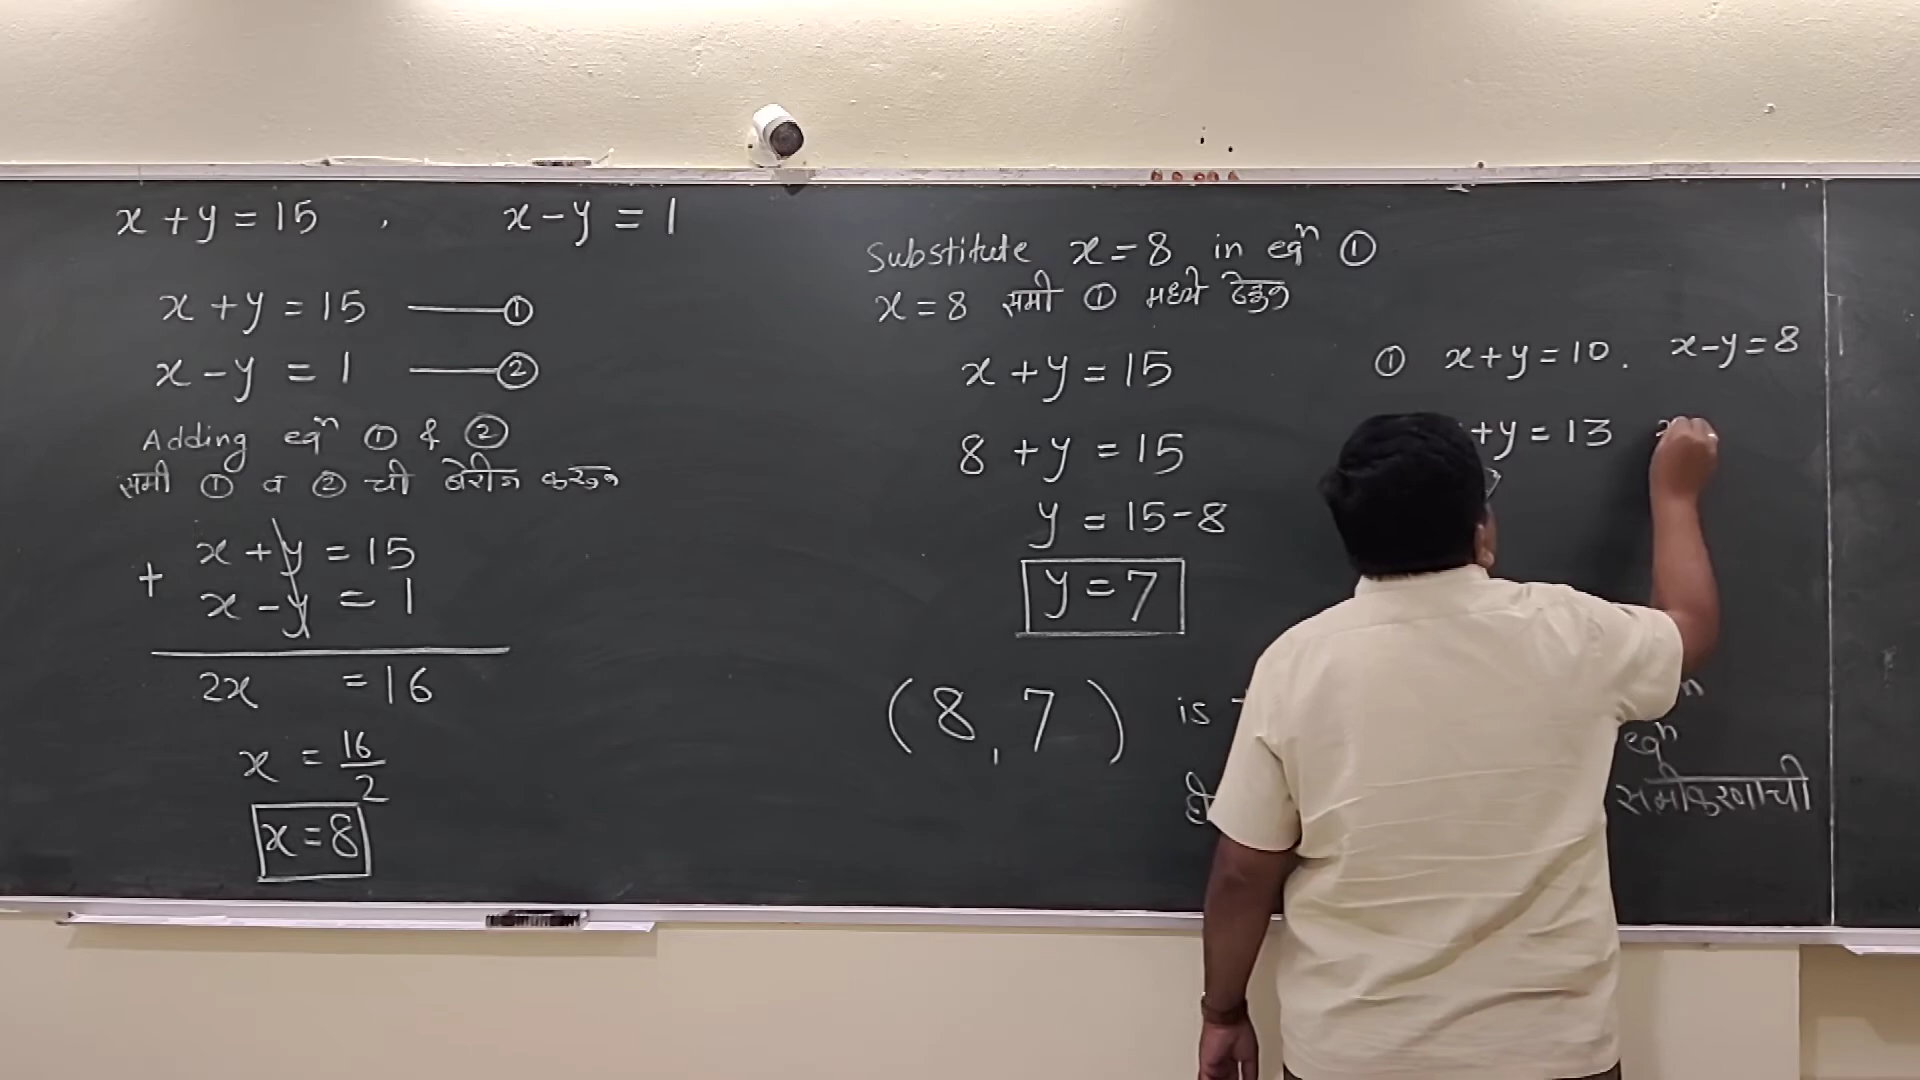 x + y = 15 , x - y = 1
x + y = 15 ——— ①
x - y = 1 ——— ②
Adding eqⁿ ① & ②
समी ① व ② ची बेरीज करून
+ x + y = 15
x - y = 1
2x = 16
x = 16/2
x = 8
Substitute x = 8 in eqⁿ ①
x = 8 समी ① मध्ये ठेवून
x + y = 15
8 + y = 15
y = 15 - 8
y = 7
(8, 7) is
eqⁿ
ही समीकरणाची
① x + y = 10 . x - y = 8
+ y = 13